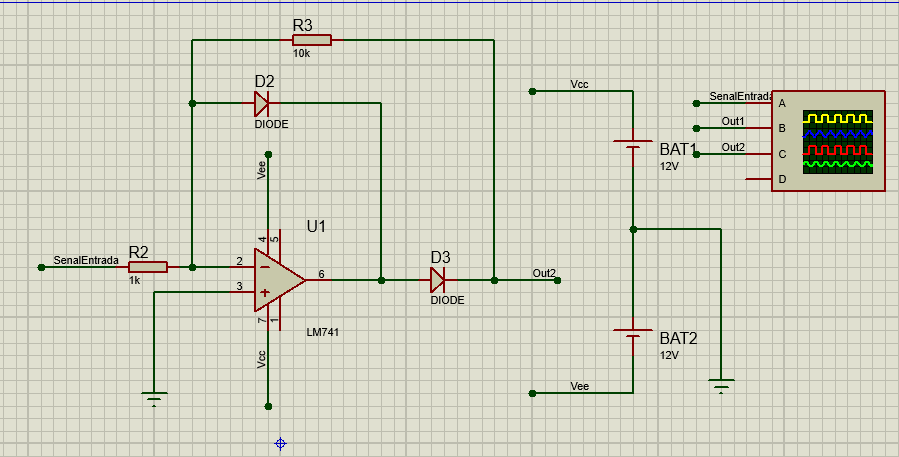 R3
10k
D2
DIODE
Vee
4
5
U1
SenalEntrada
R2
1k
2
3
6
7
1
LM741
Vcc
D3
DIODE
Out2
Vcc
BAT1
12V
BAT2
12V
Vee
SenalEntrada
A
Out1
B
Out2
C
D